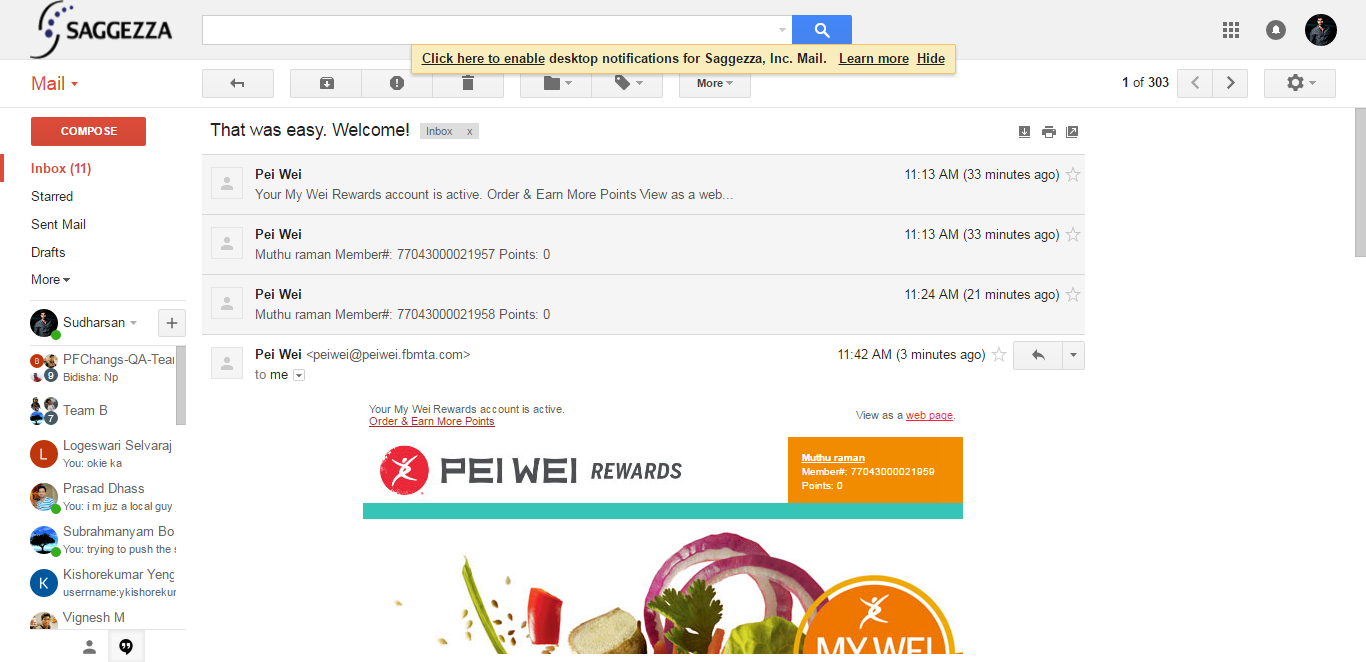 SAGGEZZA
Click here to enable desktop notifications for Saggezza, Inc. Mail. Learn more Hide
Mail
More
1 of 303
COMPOSE
Inbox (11)
Starred
Sent Mail
Drafts
More
Sudharsan
PFChangs-QA-Tear
Bidisha: Np
9
Team B
7
L
Logeswari Selvaraj
You: okie ka
Prasad Dhass
You: i m juz a local guy
Subrahmanyam Bo
You: trying to push the s
K
Kishorekumar Yeng
userrname:ykishorekur
Vignesh M
That was easy. Welcome!
Inbox x
Pei Wei
11:13 AM (33 minutes ago)
Your My Wei Rewards account is active. Order & Earn More Points View as a web...
Pei Wei
11:13 AM (33 minutes ago)
Muthu raman Member#: 77043000021957 Points: 0
Pei Wei
11:24 AM (21 minutes ago)
Muthu raman Member#: 77043000021958 Points: 0
Pei Wei <peiwei@peiwei.fbmta.com>
11:42 AM (3 minutes ago)
to me
Your My Wei Rewards account is active.
Order & Earn More Points
View as a web page.
PEI WEI REWARDS
Muthu raman
Member#: 77043000021959
Points: 0
MY WEI